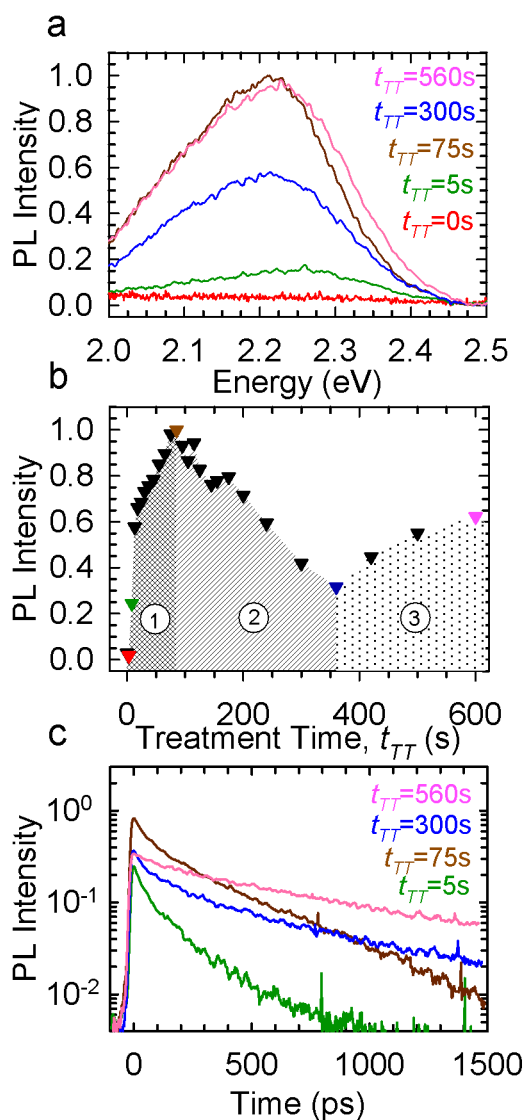 a
1.0
0.8
0.6
0.4
0.2
0.0
PL Intensity
t_TT=560s
t_TT=300s
t_TT=75s
t_TT=5s
t_TT=0s
2.0 2.1 2.2 2.3 2.4 2.5
Energy (eV)
b
1.0
0.8
0.6
0.4
0.2
0.0
PL Intensity
1 2 3
0 200 400 600
Treatment Time, t_TT (s)
c
10^0
10^-1
10^-2
PL Intensity
t_TT=560s
t_TT=300s
t_TT=75s
t_TT=5s
0 500 1000 1500
Time (ps)